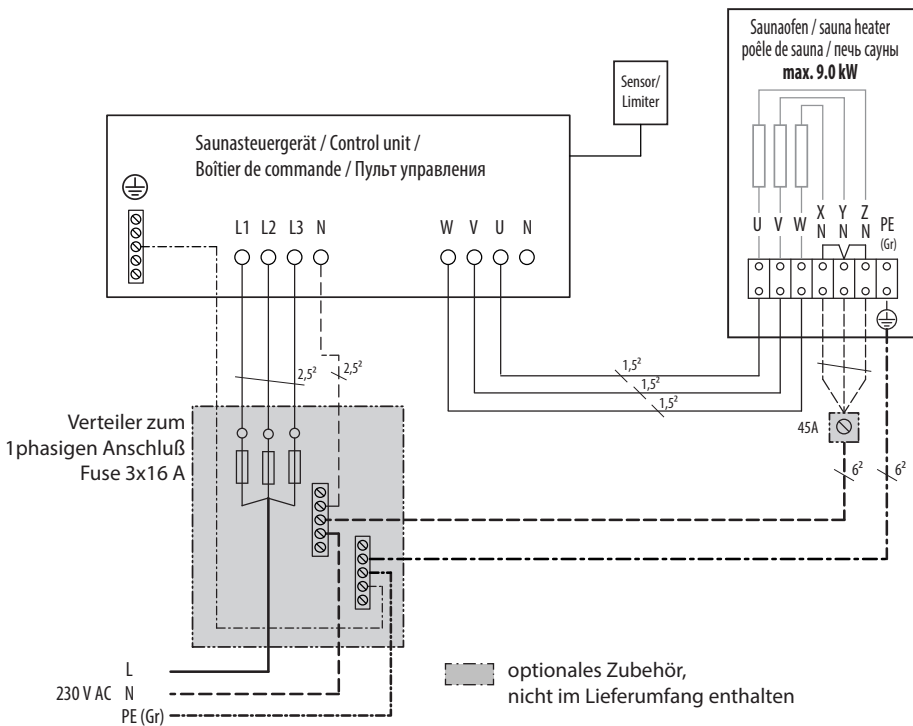 Saunaofen / sauna heater
poêle de sauna / печь сауны
max. 9.0 kW
Sensor/
Limiter
Saunasteuergerät / Control unit /
Boîtier de commande / Пульт управления
L1 L2 L3 N
W V U N
U V W X Y Z PE
N N N (Gr)
2,5²
2,5²
1,5²
1,5²
1,5²
Verteiler zum
1phasigen Anschluß
Fuse 3x16 A
45A
6²
6²
L
230 V AC N
PE (Gr)
optionales Zubehör,
nicht im Lieferumfang enthalten